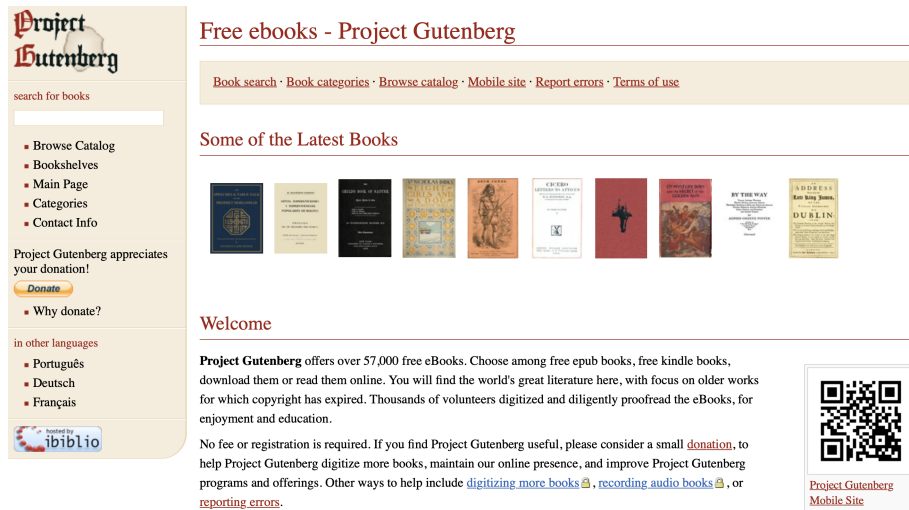 Project
Gutenberg
search for books
Browse Catalog
Bookshelves
Main Page
Categories
Contact Info
Project Gutenberg appreciates
your donation!
Donate
Why donate?
in other languages
Português
Deutsch
Français
hosted by
ibiblio
Free ebooks - Project Gutenberg
Book search · Book categories · Browse catalog · Mobile site · Report errors · Terms of use
Some of the Latest Books
CICERO
BY THE WAY
ADDRESS
DUBLIN
Welcome
Project Gutenberg offers over 57,000 free eBooks. Choose among free epub books, free kindle books,
download them or read them online. You will find the world's great literature here, with focus on older works
for which copyright has expired. Thousands of volunteers digitized and diligently proofread the eBooks, for
enjoyment and education.
No fee or registration is required. If you find Project Gutenberg useful, please consider a small donation, to
help Project Gutenberg digitize more books, maintain our online presence, and improve Project Gutenberg
programs and offerings. Other ways to help include digitizing more books, recording audio books, or
reporting errors.
Project Gutenberg
Mobile Site